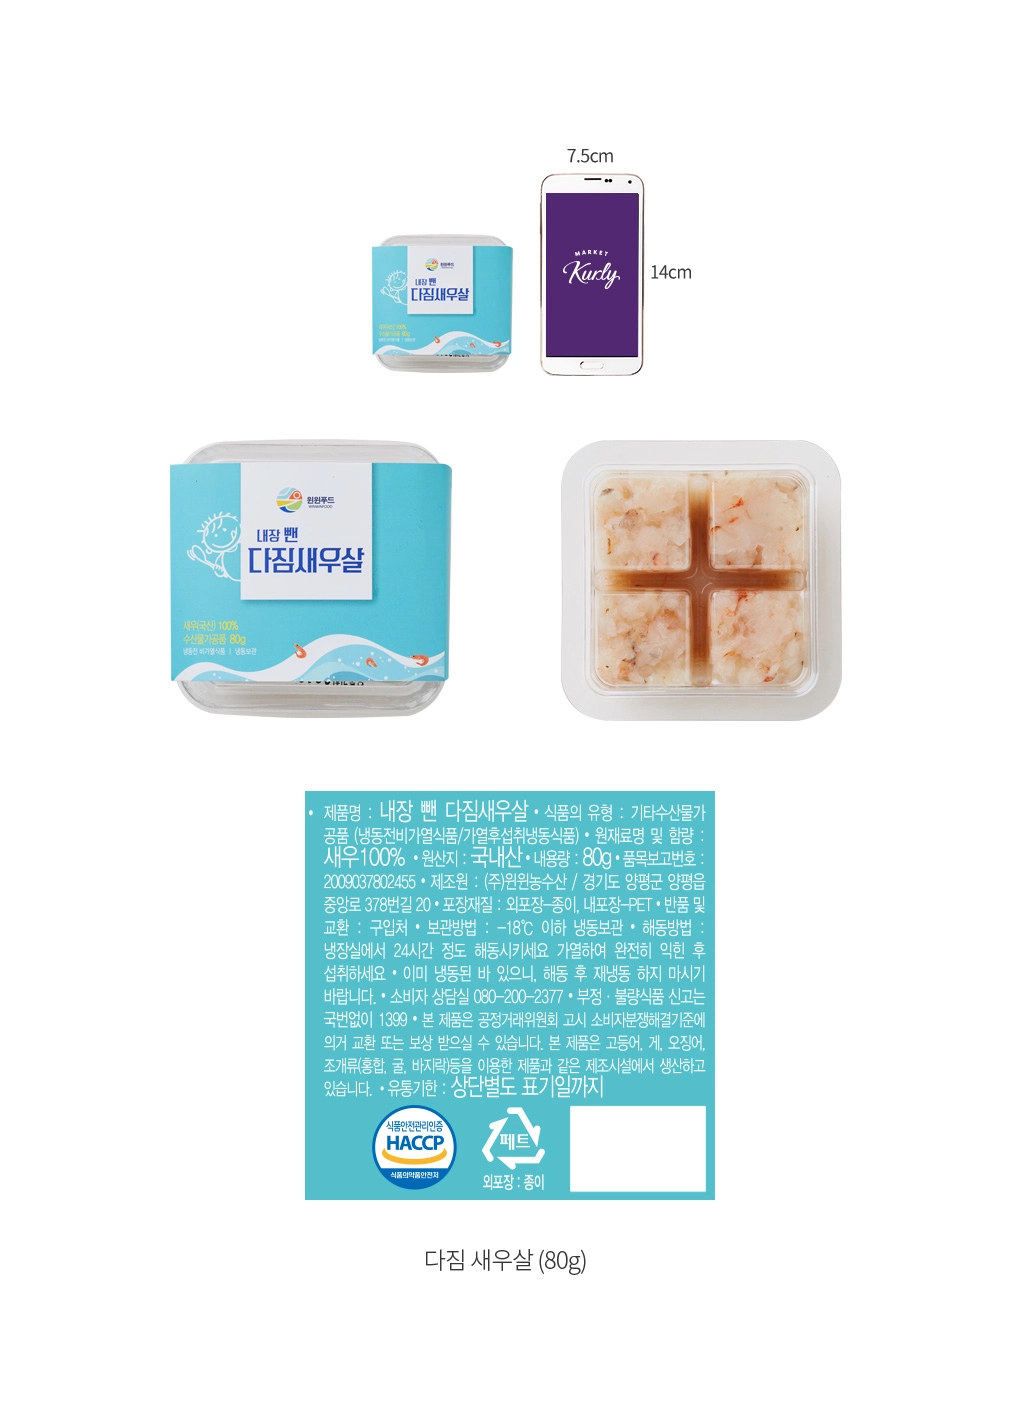 7.5cm
MARKET
Kurly
14cm
윈윈푸드
내장 뺀
다짐새우살
새우(국산) 100%
수산물가공품 80g
윈윈푸드
WINWINFOOD
내장 뺀
다짐새우살
새우(국산) 100%
수산물가공품 80g
냉동전 비가열식품 | 냉동보관
• 제품명 : 내장 뺀 다짐새우살 • 식품의 유형 : 기타수산물가
공품 (냉동전비가열식품/가열후섭취냉동식품) • 원재료명 및 함량 :
새우100% • 원산지 : 국내산 • 내용량 : 80g • 품목보고번호 :
2009037802455 • 제조원 : (주)윈윈농수산 / 경기도 양평군 양평읍
중앙로 378번길 20 • 포장재질 : 외포장–종이, 내포장–PET • 반품 및
교환 : 구입처 • 보관방법 : –18℃ 이하 냉동보관 • 해동방법 :
냉장실에서 24시간 정도 해동시키세요 가열하여 완전히 익힌 후
섭취하세요 • 이미 냉동된 바 있으니, 해동 후 재냉동 하지 마시기
바랍니다. • 소비자 상담실 080–200–2377 • 부정 · 불량식품 신고는
국번없이 1399 • 본 제품은 공정거래위원회 고시 소비자분쟁해결기준에
의거 교환 또는 보상 받으실 수 있습니다. 본 제품은 고등어, 게, 오징어,
조개류(홍합, 굴, 바지락)등을 이용한 제품과 같은 제조시설에서 생산하고
있습니다. • 유통기한 : 상단별도 표기일까지
식품안전관리인증
HACCP
식품의약품안전처
페트
외포장 : 종이
다짐 새우살 (80g)